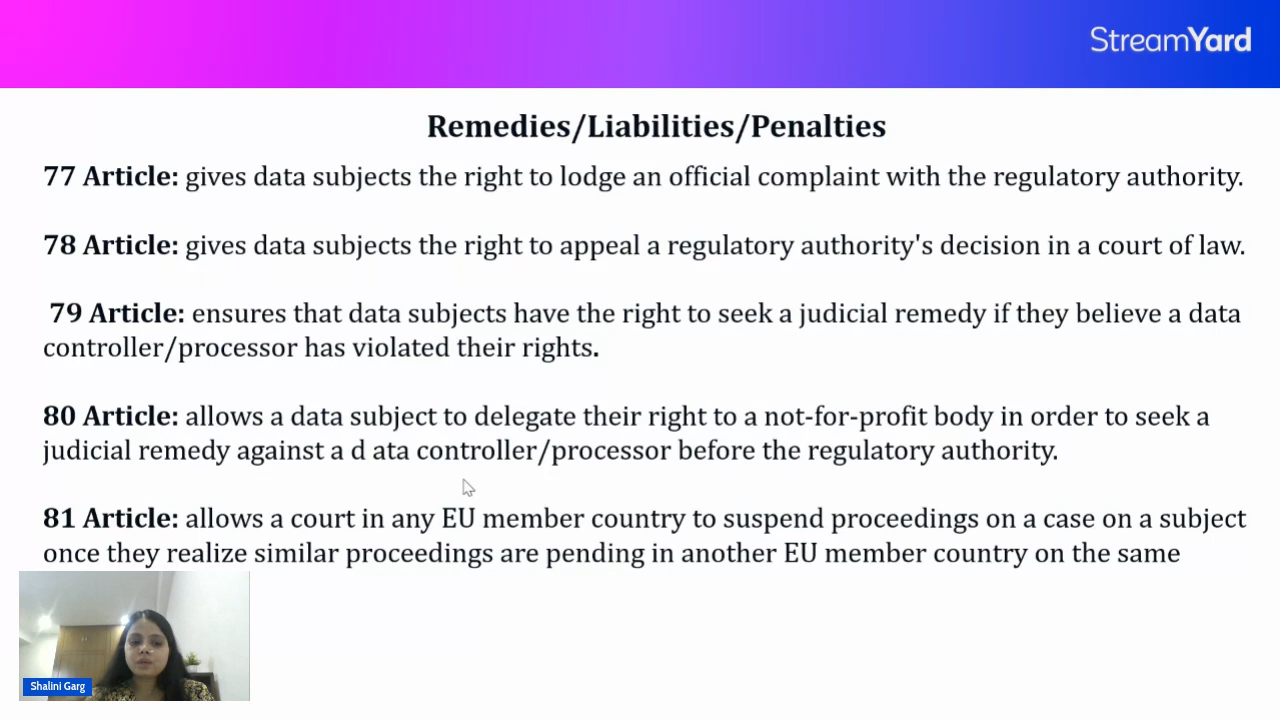 StreamYard
Remedies/Liabilities/Penalties
77 Article: gives data subjects the right to lodge an official complaint with the regulatory authority.
78 Article: gives data subjects the right to appeal a regulatory authority's decision in a court of law.
79 Article: ensures that data subjects have the right to seek a judicial remedy if they believe a data
controller/processor has violated their rights.
80 Article: allows a data subject to delegate their right to a not-for-profit body in order to seek a
judicial remedy against a d ata controller/processor before the regulatory authority.
81 Article: allows a court in any EU member country to suspend proceedings on a case on a subject
once they realize similar proceedings are pending in another EU member country on the same
Shalini Garg